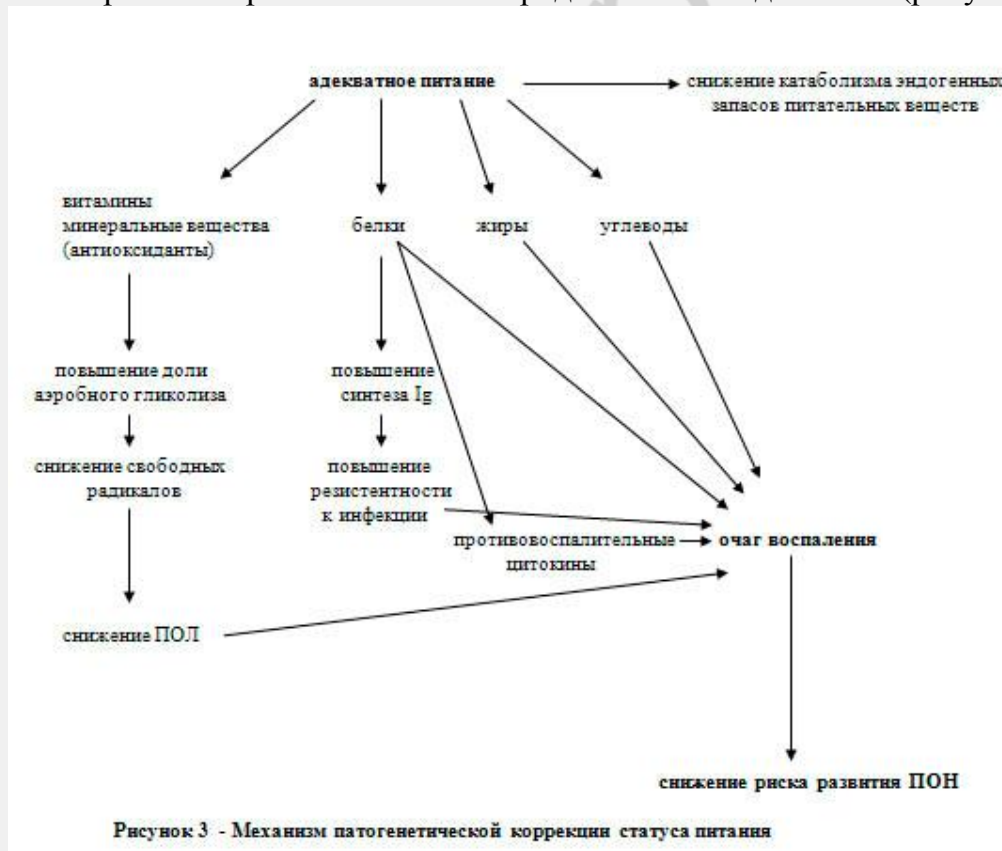 адекватное питание
снижение катаболизма эндогенных
запасов питательных веществ
витамины
минеральные вещества
(антиоксиданты)
белки
жиры
углеводы
повышение доли
аэробного гликолиза
повышение
синтеза Ig
снижение свободных
радикалов
повышение
резистентности
к инфекции
противовоспалительные
цитокины
очаг воспаления
снижение ПОЛ
снижение риска развития ПОН
Рисунок 3 - Механизм патогенетической коррекции статуса питания